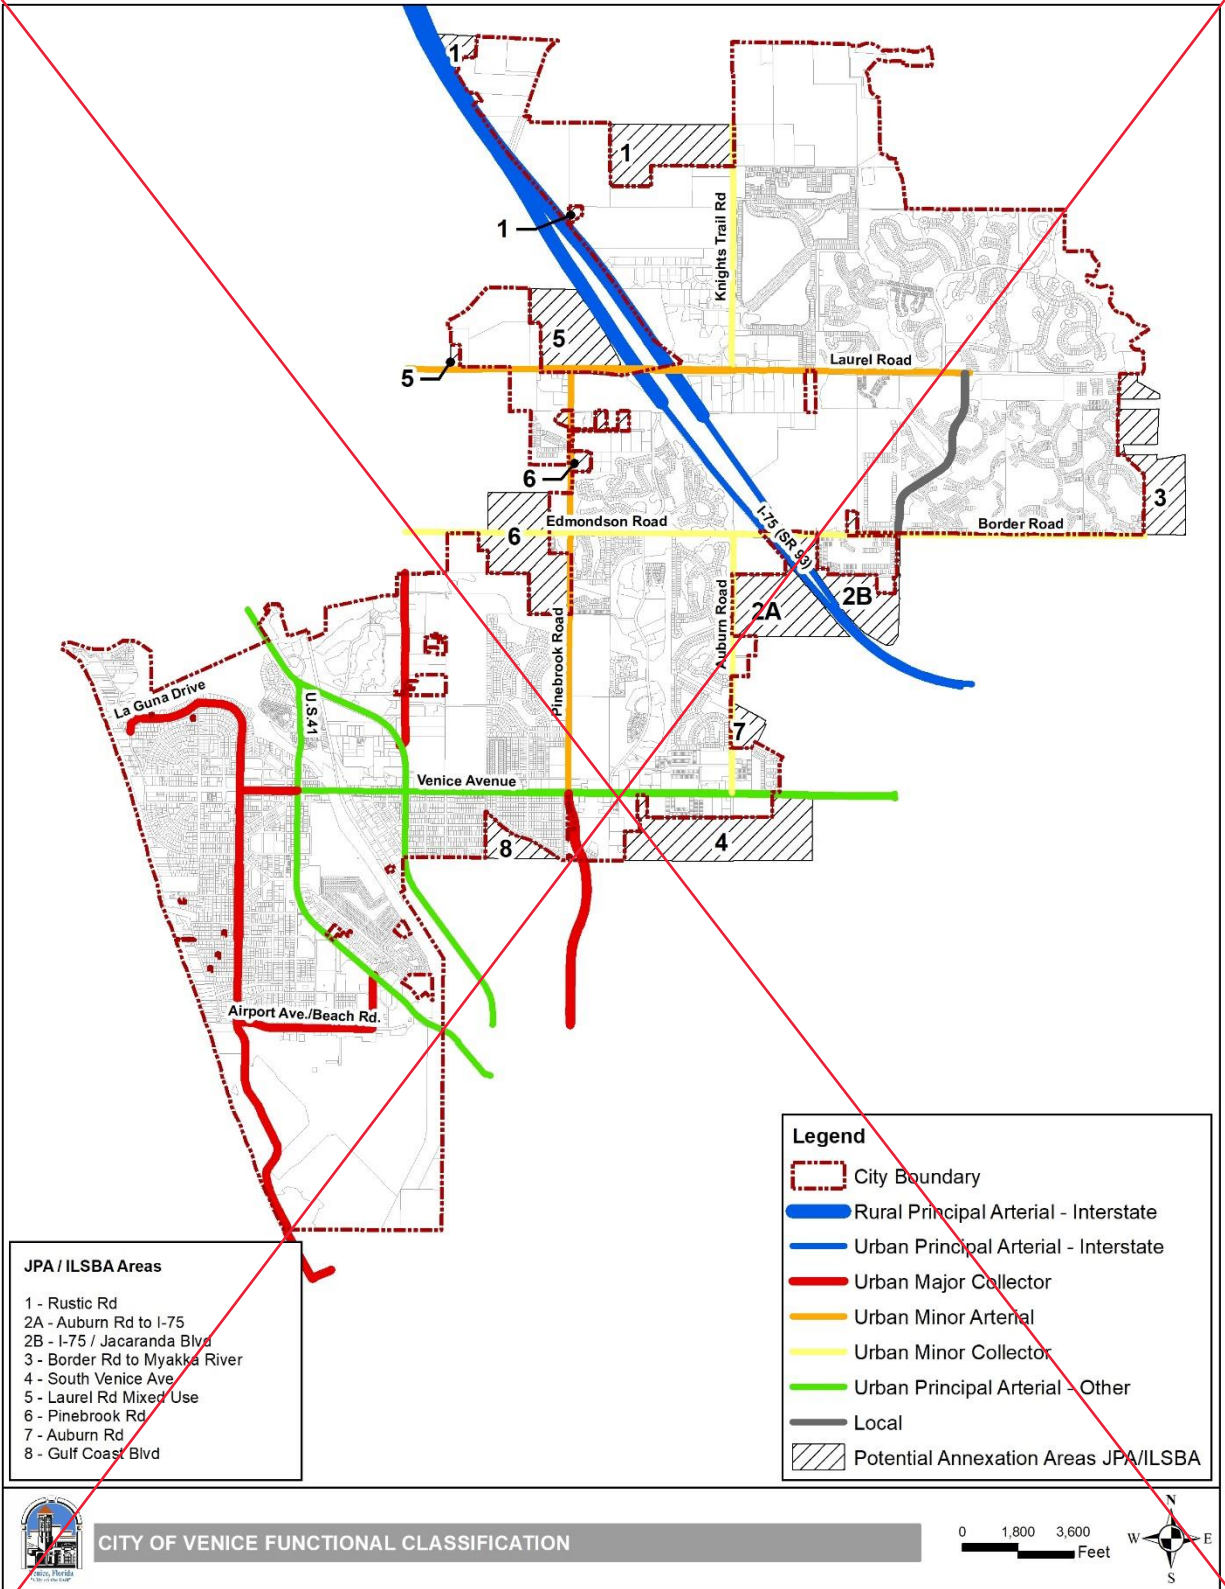 1
1
1
Knights Trail Rd
5
Laurel Road
5
6
3
I-75 (SR 93)
Edmondson Road
Border Road
6
2B
2A
Auburn Road
Pinebrook Road
La Guna Drive
U.S.41
7
Venice Avenue
4
8
Airport Ave./Beach Rd.
Legend
City Boundary
Rural Principal Arterial - Interstate
Urban Principal Arterial - Interstate
Urban Major Collector
Urban Minor Arterial
Urban Minor Collector
Urban Principal Arterial - Other
Local
Potential Annexation Areas JPA/ILSBA
JPA / ILSBA Areas
1 - Rustic Rd
2A - Auburn Rd to I-75
2B - I-75 / Jacaranda Blvd
3 - Border Rd to Myakka River
4 - South Venice Ave
5 - Laurel Rd Mixed Use
6 - Pinebrook Rd
7 - Auburn Rd
8 - Gulf Coast Blvd
Venice, Florida
"City on the Gulf"
CITY OF VENICE FUNCTIONAL CLASSIFICATION
0 1,800 3,600
Feet
N
W E
S